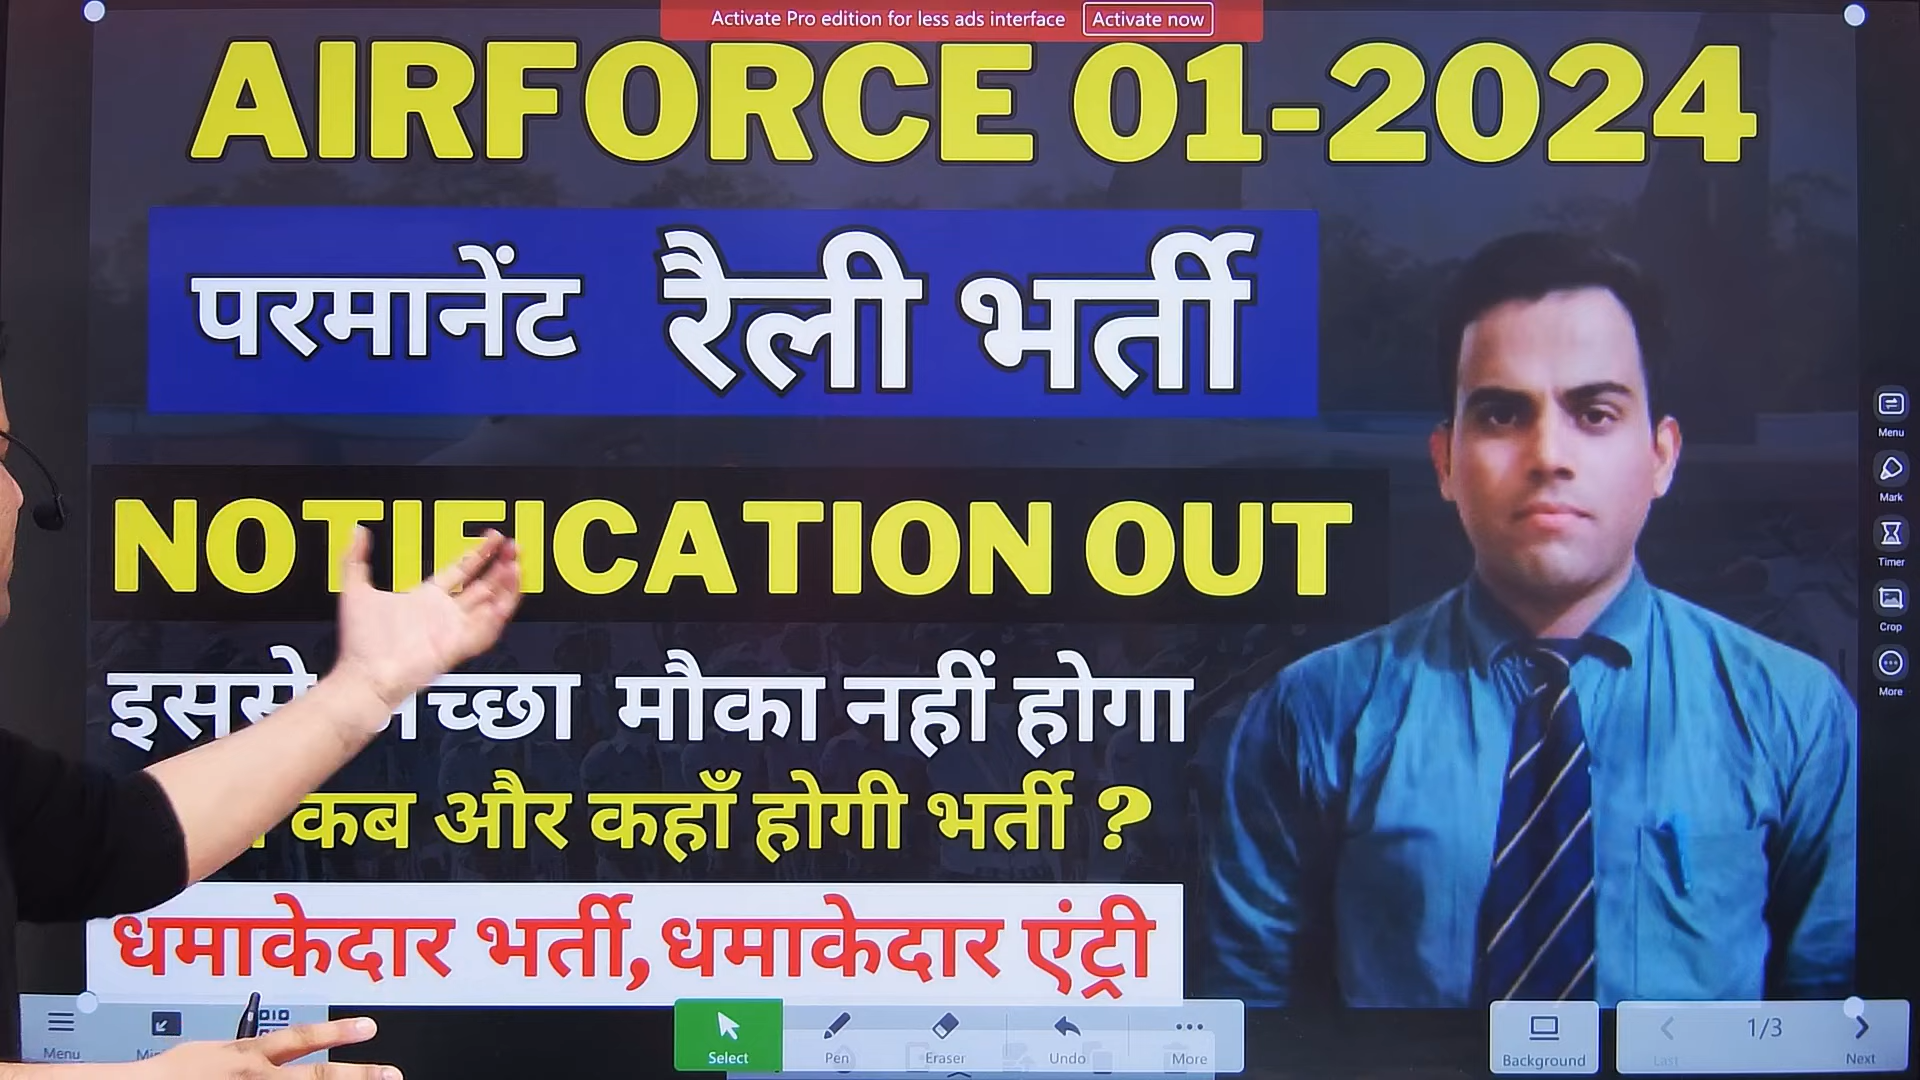 Activate Pro edition for less ads interface Activate now
AIRFORCE 01-2024
परमानेंट रैली भर्ती
NOTIFICATION OUT
इससे मौका नहीं होगा
कब और कहाँ होगी भर्ती ?
धमाकेदार भर्ती, धमाकेदार एंट्री
Menu
Mark
Timer
Crop
More
Menu
Select
Pen
Eraser
Undo
More
Background
Last
1/3
Next